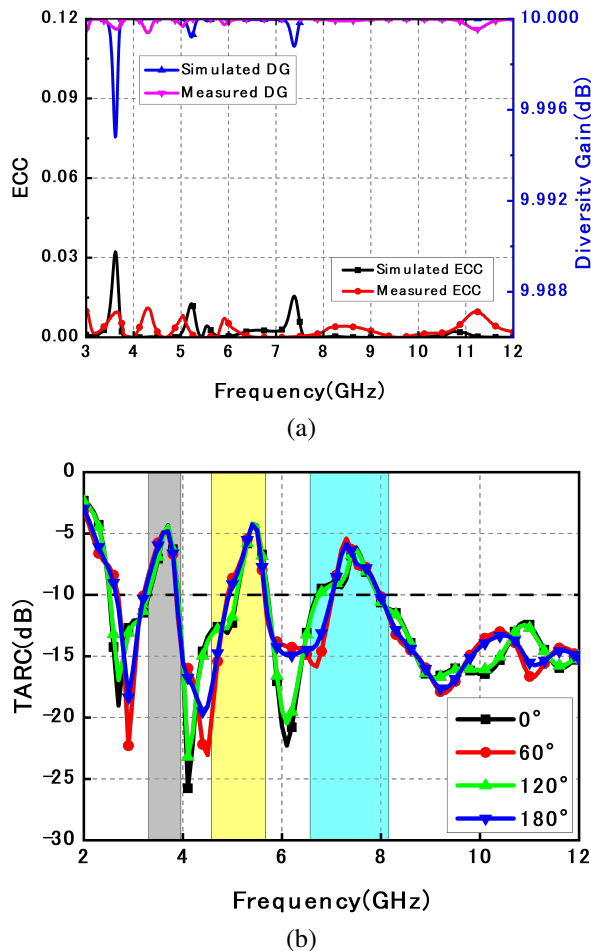 0.12
0.09
0.06
0.03
0.00
ECC
10.000
9.996
9.992
9.988
Diversity Gain(dB)
Simulated DG
Measured DG
Simulated ECC
Measured ECC
3 4 5 6 7 8 9 10 11 12
Frequency(GHz)
(a)
0
-5
-10
-15
-20
-25
-30
TARC(dB)
0°
60°
120°
180°
2 4 6 8 10 12
Frequency(GHz)
(b)